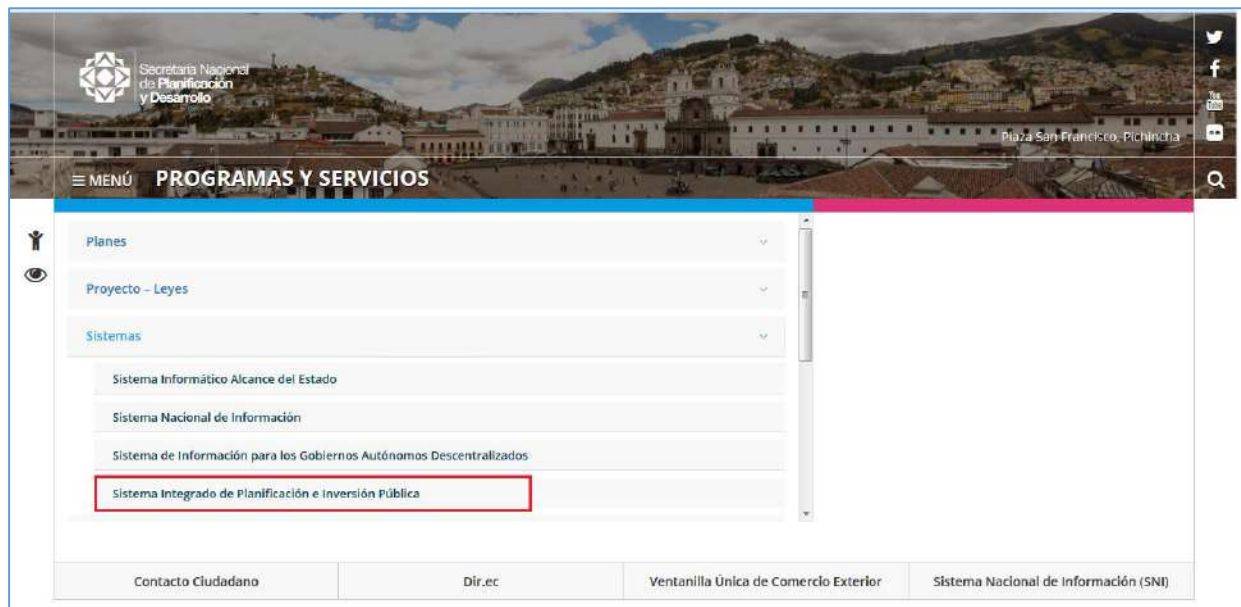 Secretaría Nacional
de Planificación
y Desarrollo
You
Tube
Plaza San Francisco, Pichincha
MENÚ PROGRAMAS Y SERVICIOS
Planes
Proyecto – Leyes
Sistemas
Sistema Informático Alcance del Estado
Sistema Nacional de Información
Sistema de Información para los Gobiernos Autónomos Descentralizados
Sistema Integrado de Planificación e Inversión Pública
Contacto Ciudadano
Dir.ec
Ventanilla Única de Comercio Exterior
Sistema Nacional de Información (SNI)